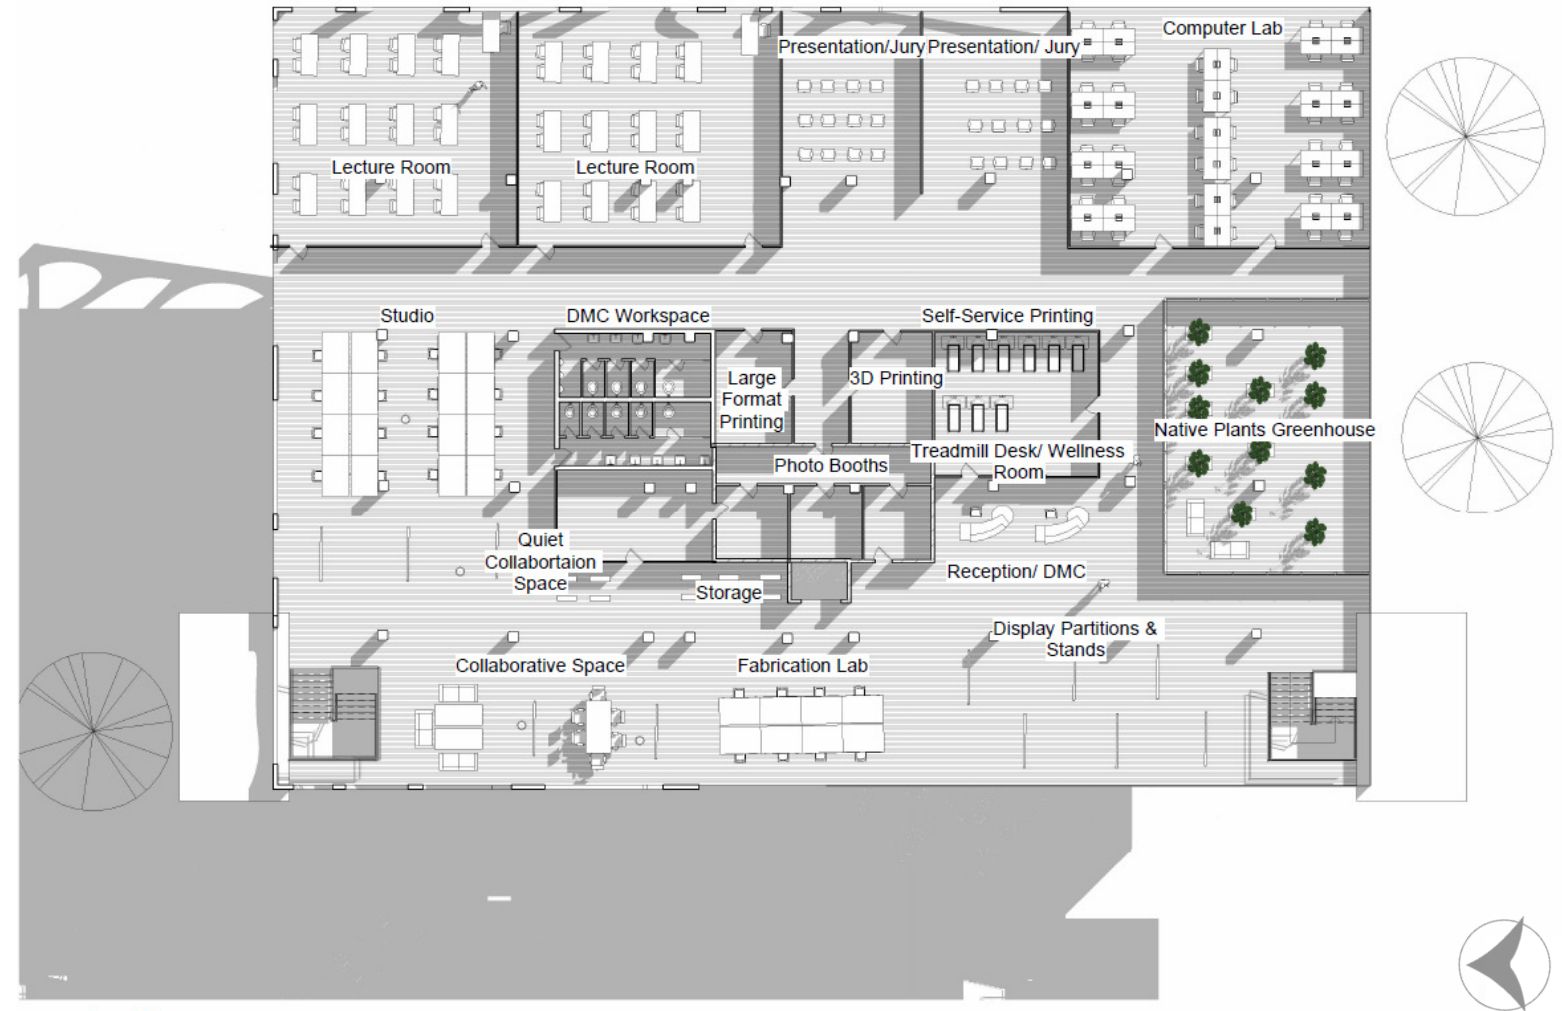 Computer Lab
Presentation/Jury
Presentation/ Jury
Lecture Room
Lecture Room
Studio
DMC Workspace
Self-Service Printing
Large
Format
Printing
3D Printing
Native Plants Greenhouse
Treadmill Desk/ Wellness
Room
Photo Booths
Quiet
Collabortaion
Space
Reception/ DMC
Storage
Display Partitions &
Stands
Collaborative Space
Fabrication Lab